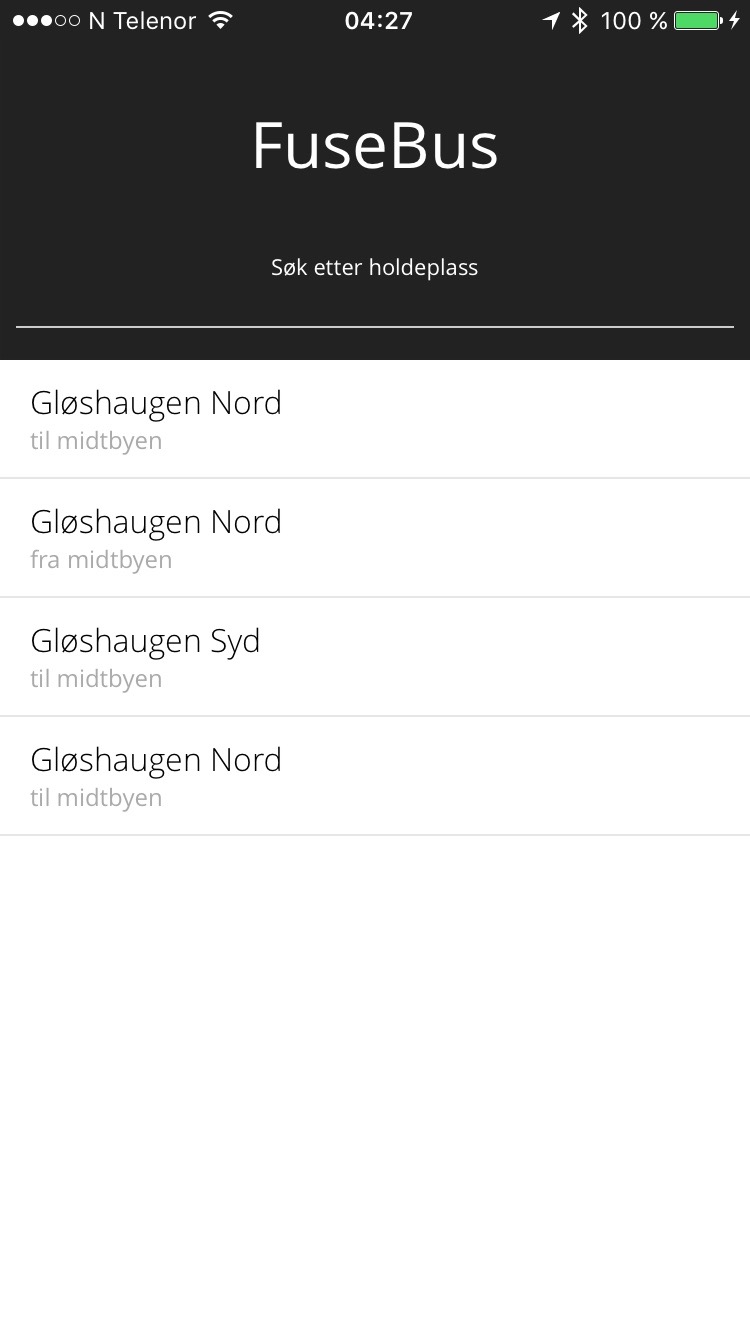 N Telenor 04:27 100 %
FuseBus
Søk etter holdeplass
Gløshaugen Nord
til midtbyen
Gløshaugen Nord
fra midtbyen
Gløshaugen Syd
til midtbyen
Gløshaugen Nord
til midtbyen